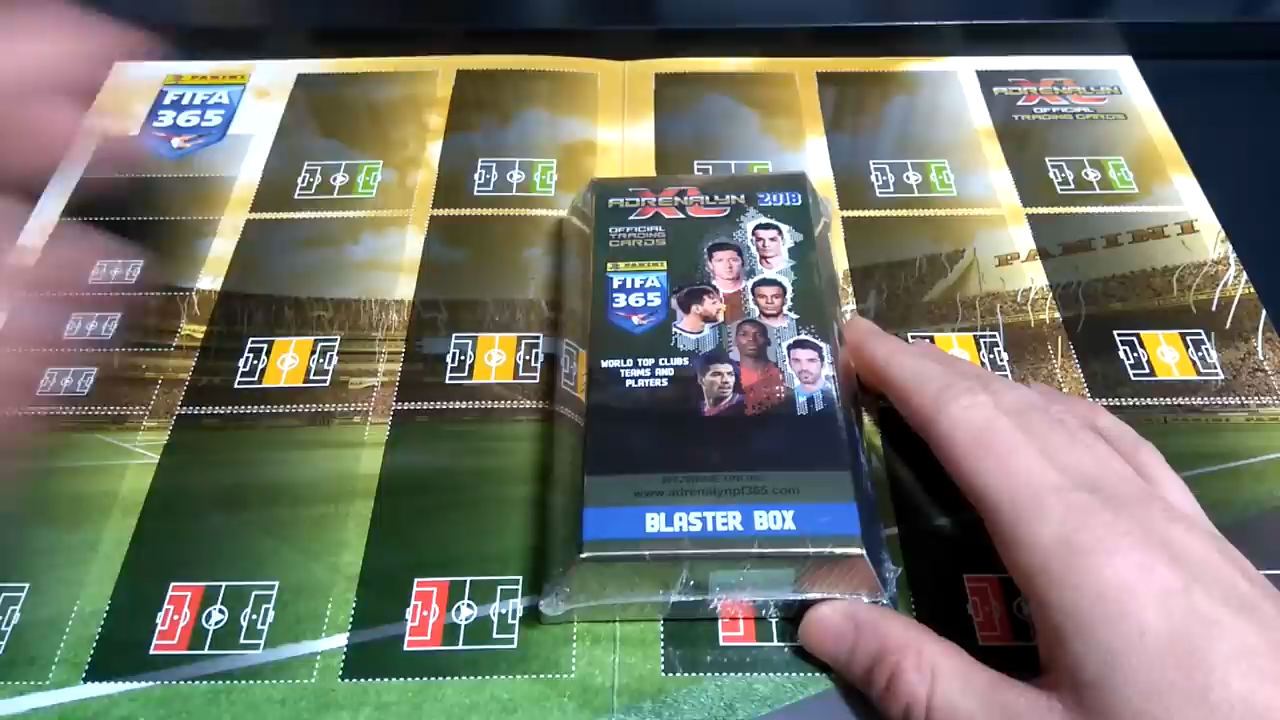 PANINI
FIFA
365
ADRENALYN
XL
OFFICIAL
TRADING CARDS
PANINI
ADRENALYN
XL
2018
OFFICIAL
TRADING
CARDS
PANINI
FIFA
365
WORLD TOP CLUBS,
TEAMS AND
PLAYERS
www.adrenalynpf365.com
BLASTER BOX